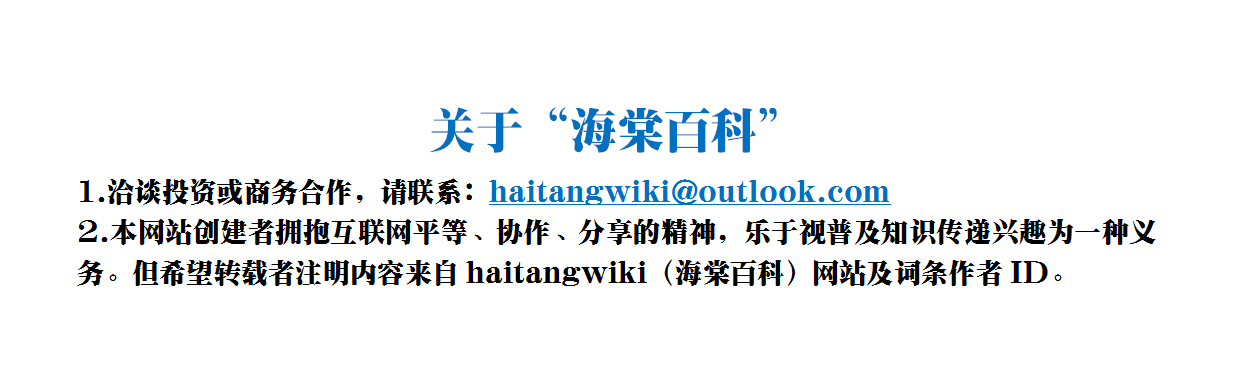 关于“海棠百科”
1.洽谈投资或商务合作，请联系：haitangwiki@outlook.com
2.本网站创建者拥抱互联网平等、协作、分享的精神，乐于视普及知识传递兴趣为一种义
务。但希望转载者注明内容来自 haitangwiki（海棠百科）网站及词条作者 ID。